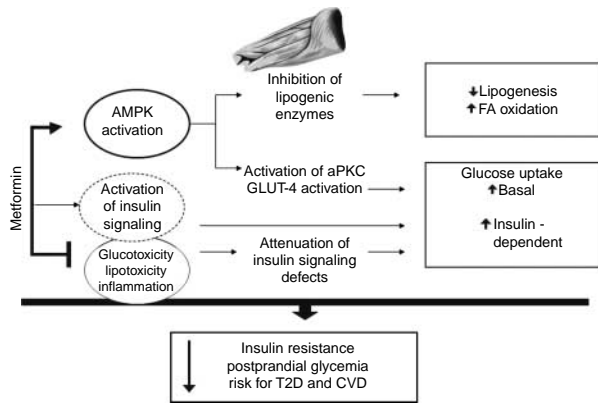 Metformin
AMPK
activation
Inhibition of
lipogenic
enzymes
Lipogenesis
FA oxidation
Activation of aPKC
GLUT-4 activation
Glucose uptake
Basal
Insulin -
dependent
Activation
of insulin
signaling
Glucotoxicity
lipotoxicity
inflammation
Attenuation of
insulin signaling
defects
Insulin resistance
postprandial glycemia
risk for T2D and CVD